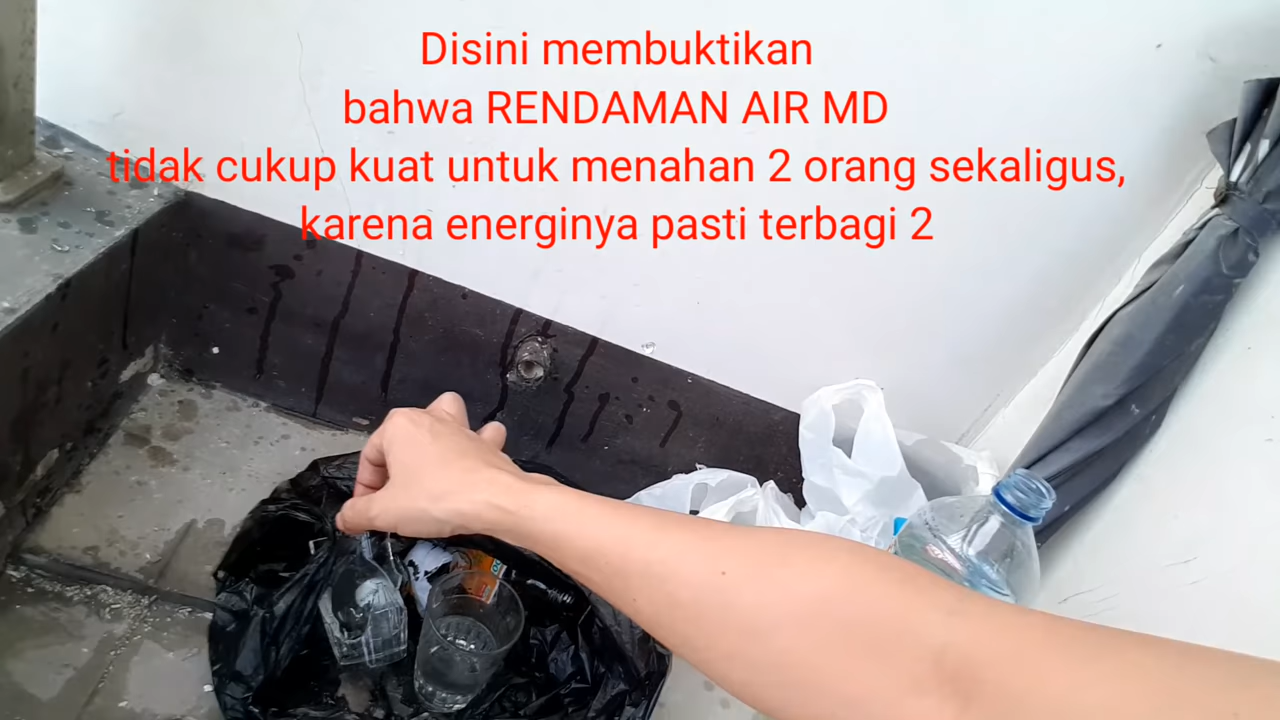 Disini membuktikan
bahwa RENDAMAN AIR MD
tidak cukup kuat untuk menahan 2 orang sekaligus,
karena energinya pasti terbagi 2